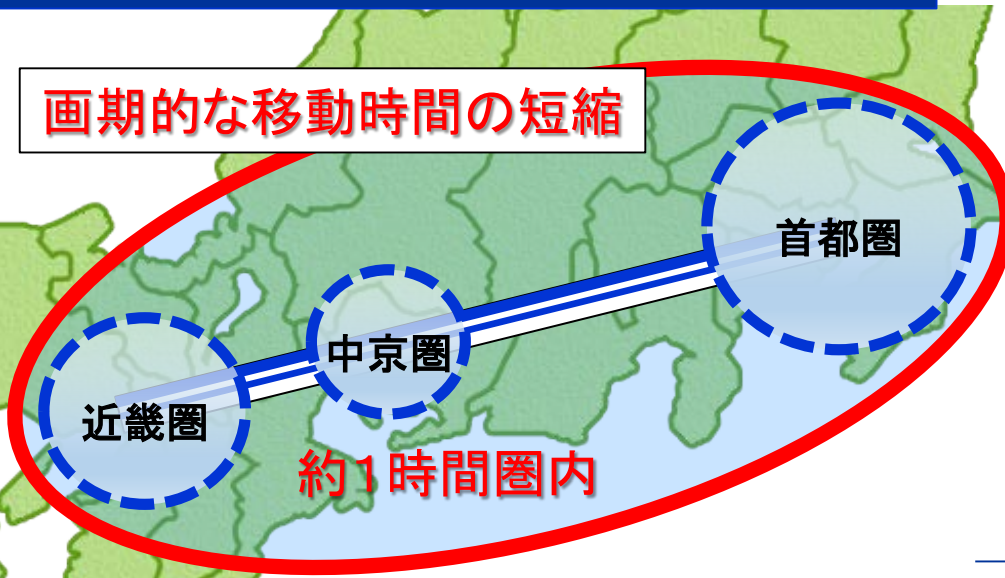 画期的な移動時間の短縮
首都圏
中京圏
近畿圏
約1時間圏内